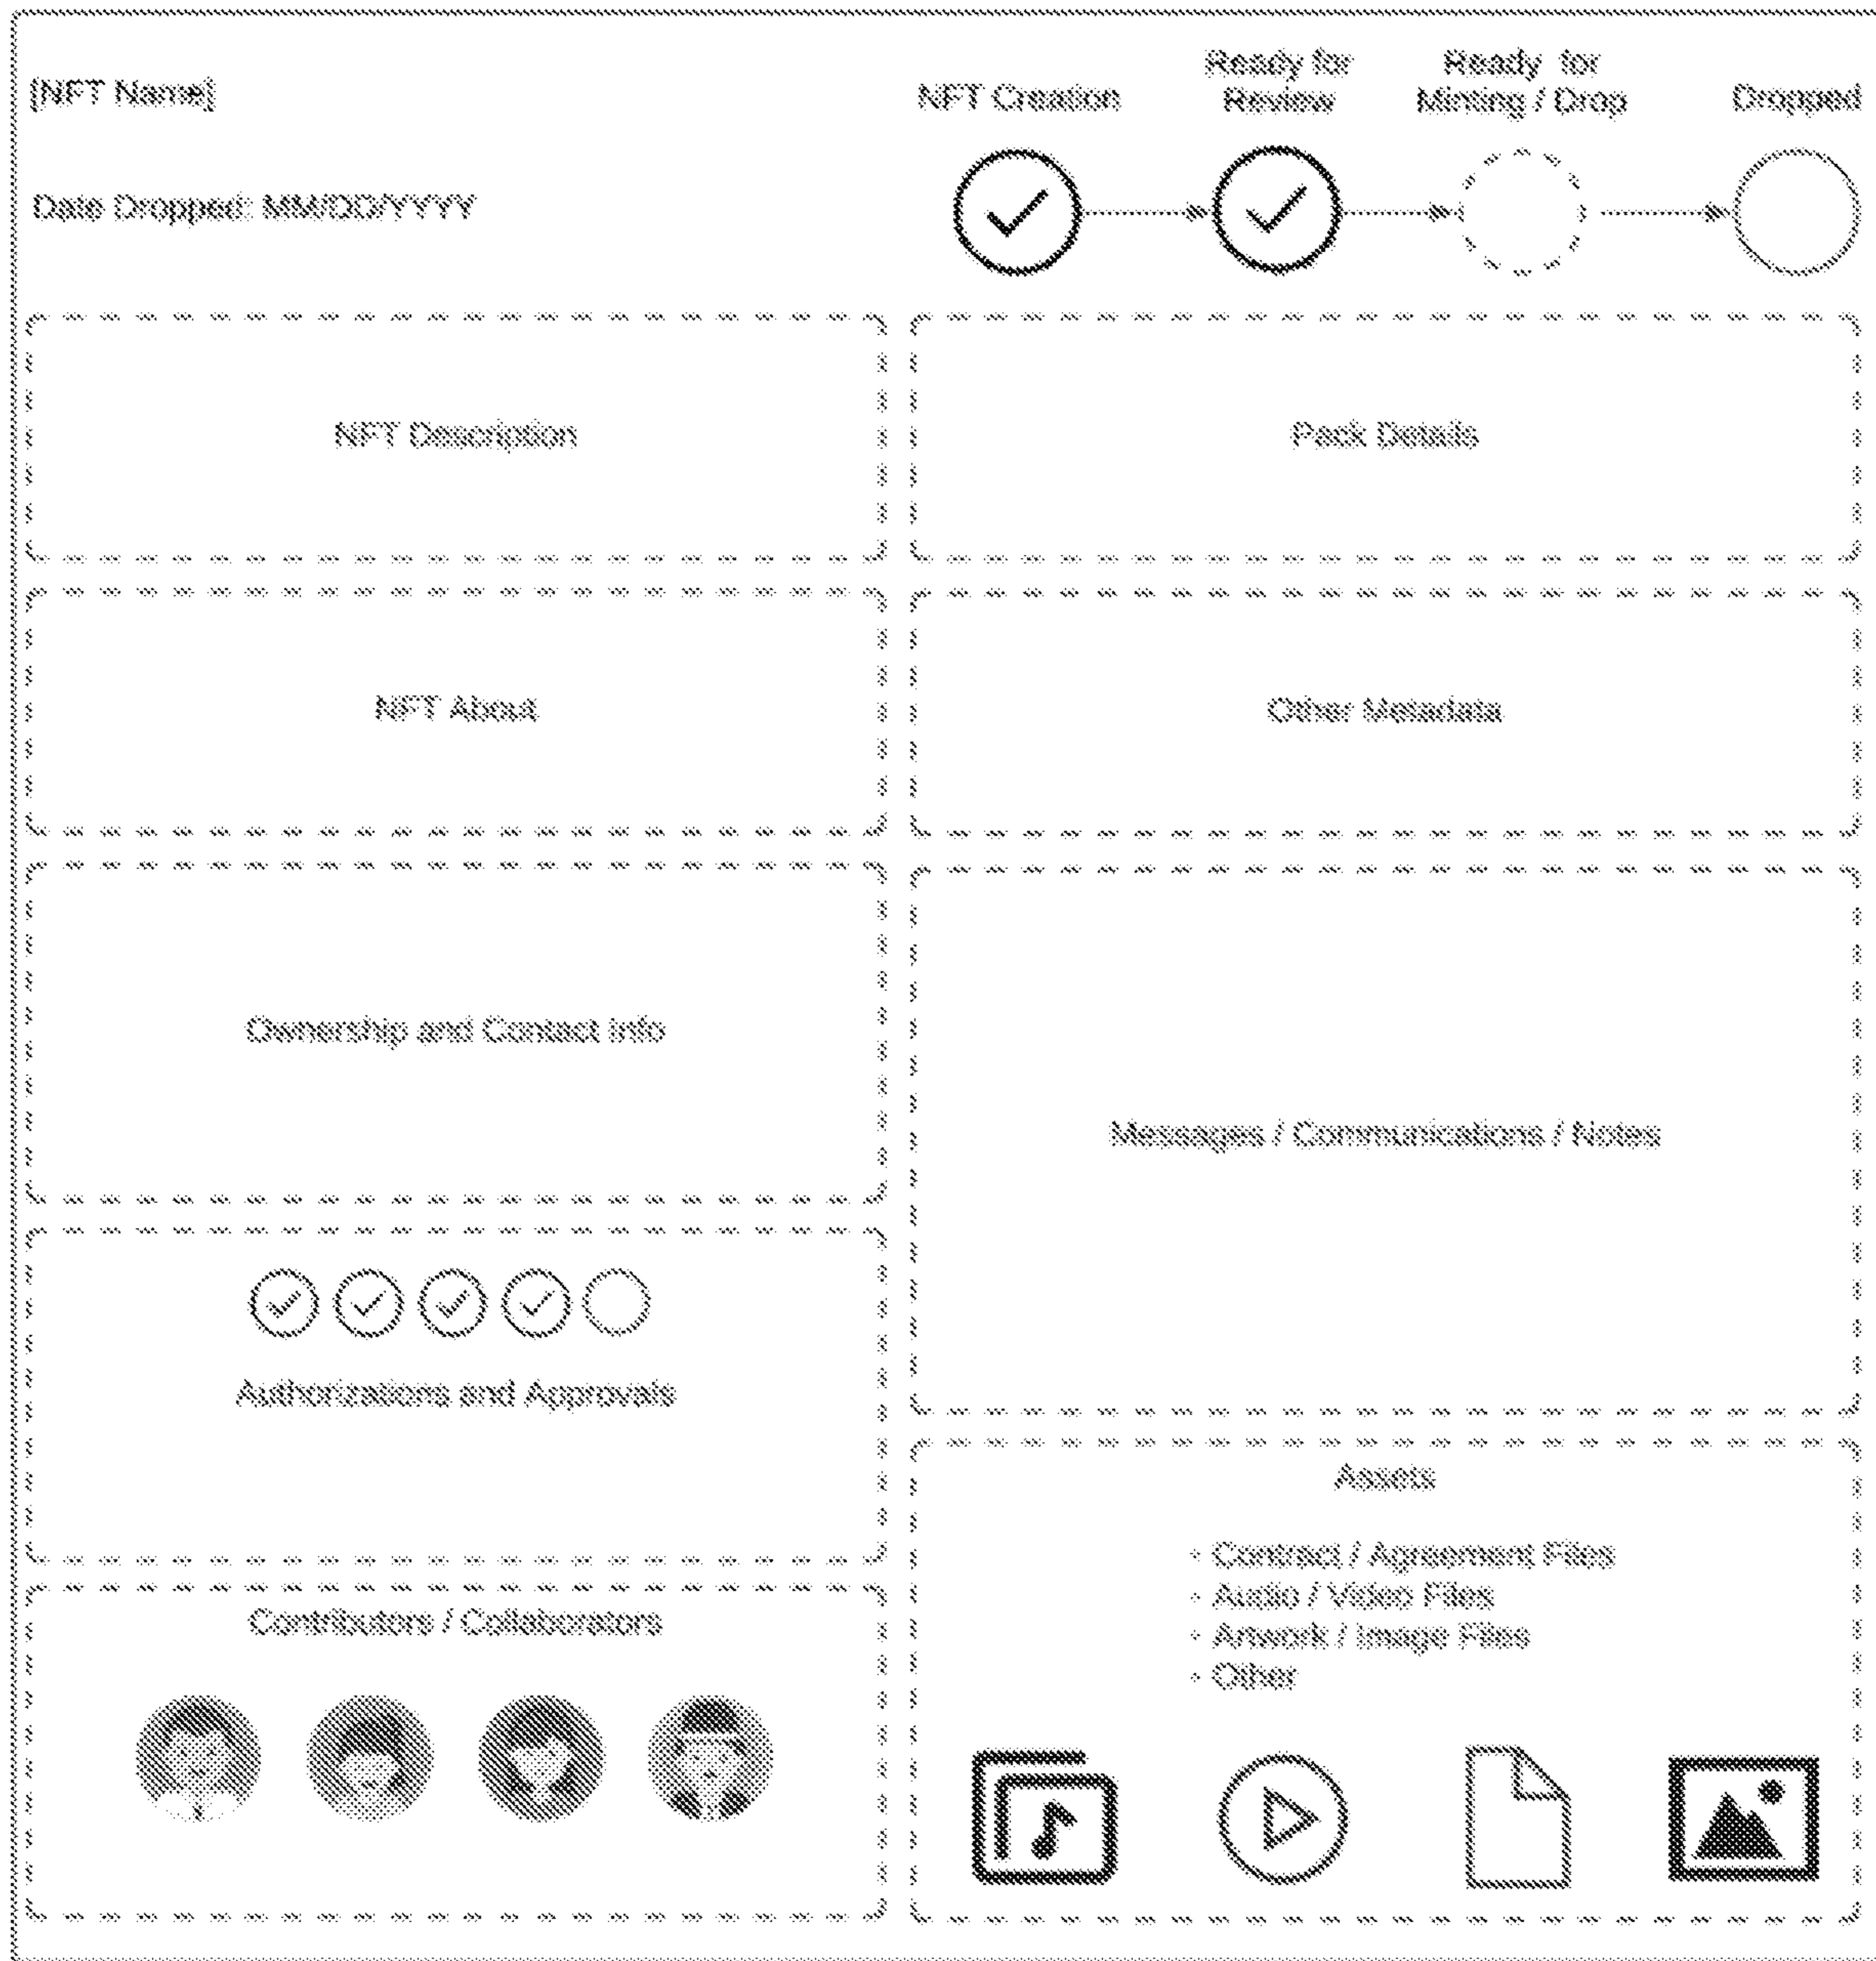 [NFT Name]
Date Dropped: MM/DD/YYYY
NFT Creation
Ready for
Review
Ready for
Minting / Drop
Dropped
NFT Description
Pack Details
NFT About
Other Metadata
Ownership and Contact Info
Messages / Communications / Notes
Authorizations and Approvals
Contributors / Collaborators
Assets
• Contract / Agreement Files
• Audio / Video Files
• Artwork / Image Files
• Other